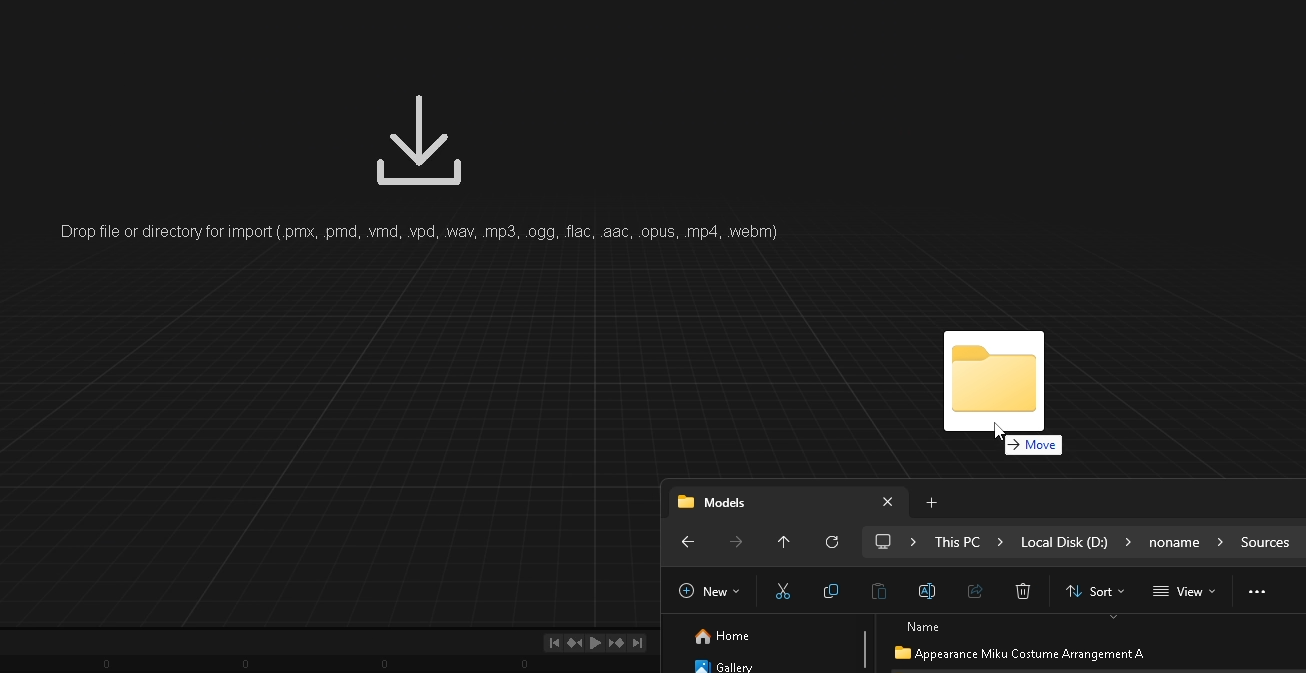 Drop file or directory for import (.pmx, .pmd, .vmd, .vpd, .wav, .mp3, .ogg, .flac, .aac, .opus, .mp4, .webm)
Move
Models
This PC > Local Disk (D:) > noname > Sources
New Sort View
Name
Home
Appearance Miku Costume Arrangement A
Gallery
0 0 0 0